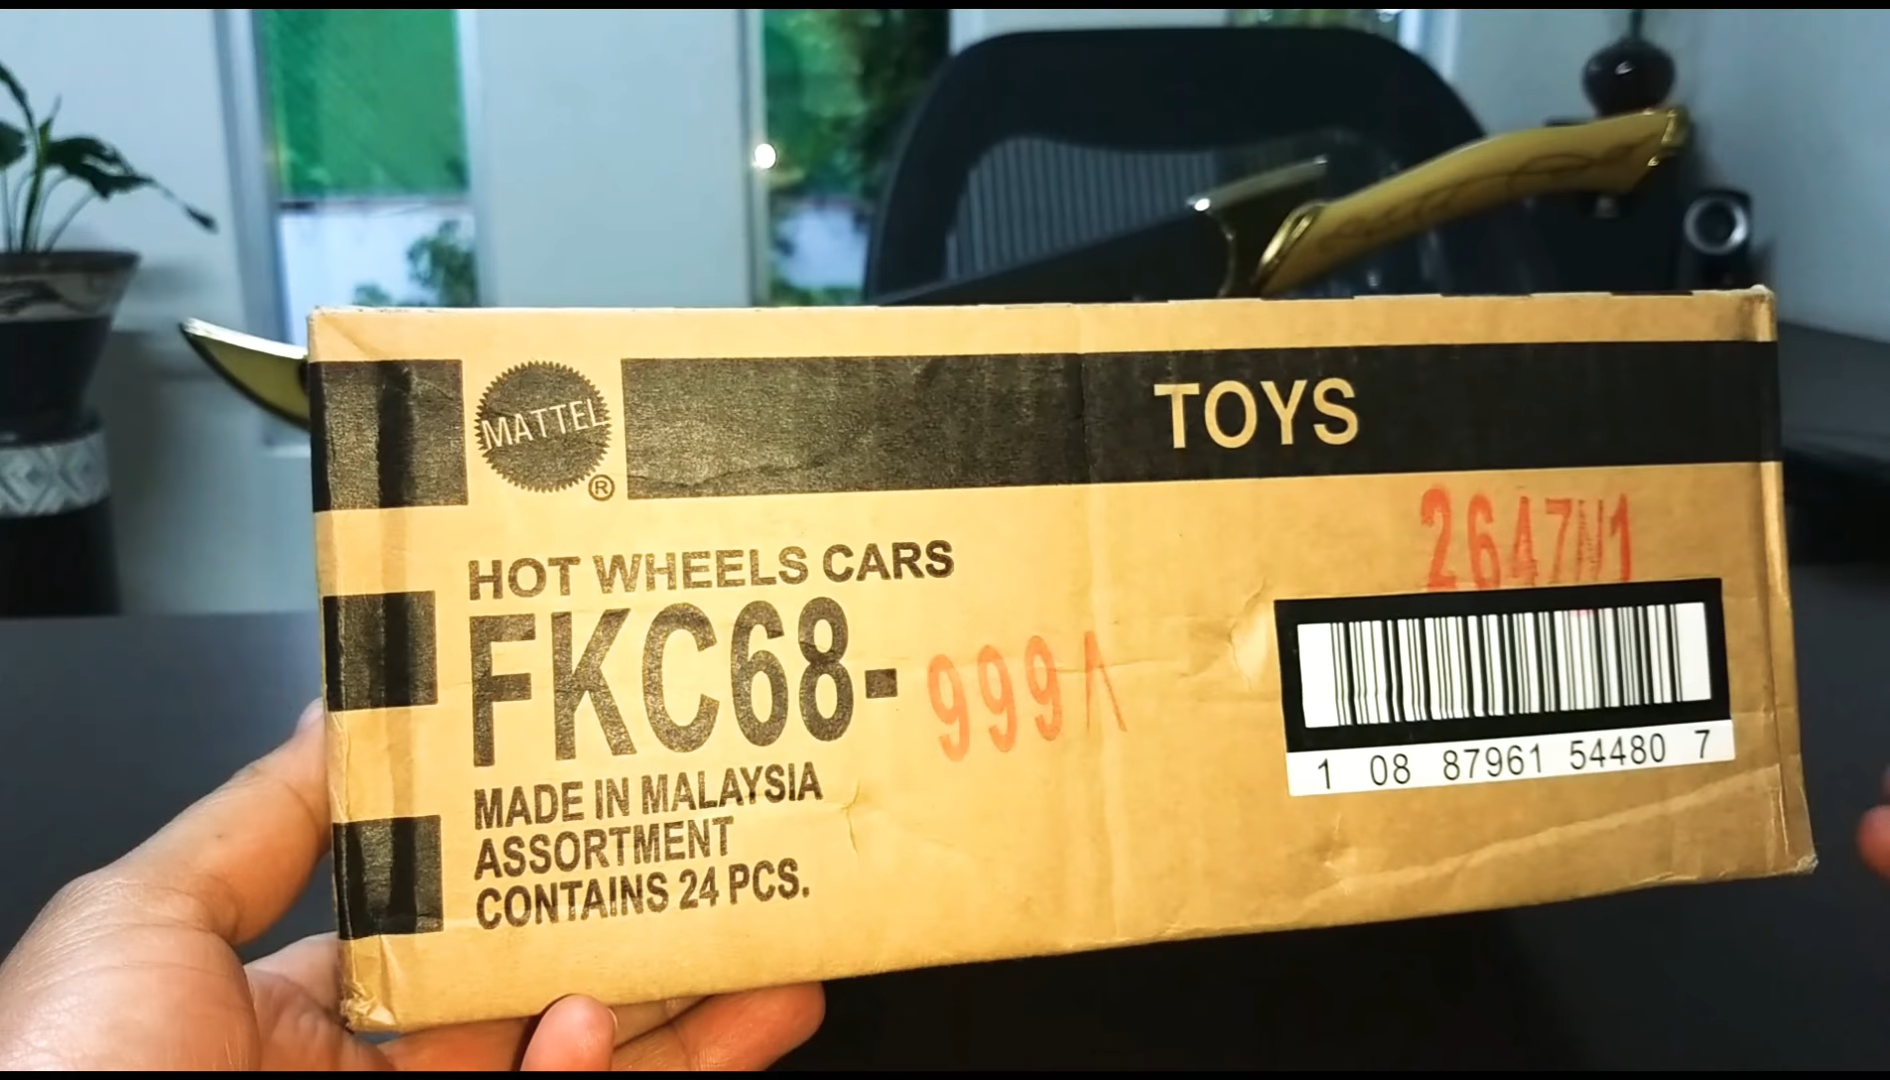 MATTEL
®
TOYS
2647N1
HOT WHEELS CARS
FKC68- 999A
MADE IN MALAYSIA
ASSORTMENT
CONTAINS 24 PCS.
1 08 87961 54480 7